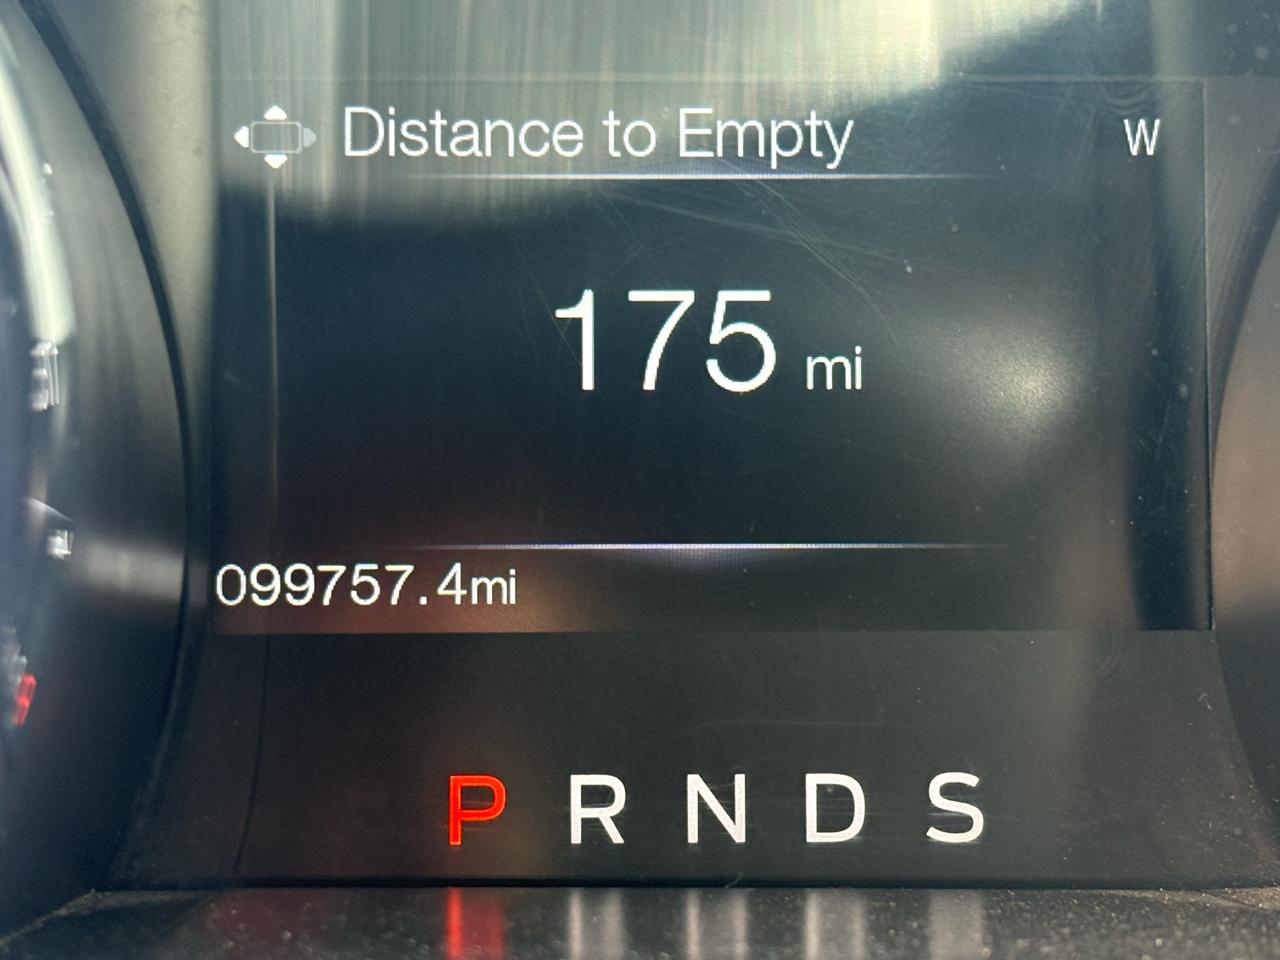 Distance to Empty W
175 mi
099757.4mi
P R N D S